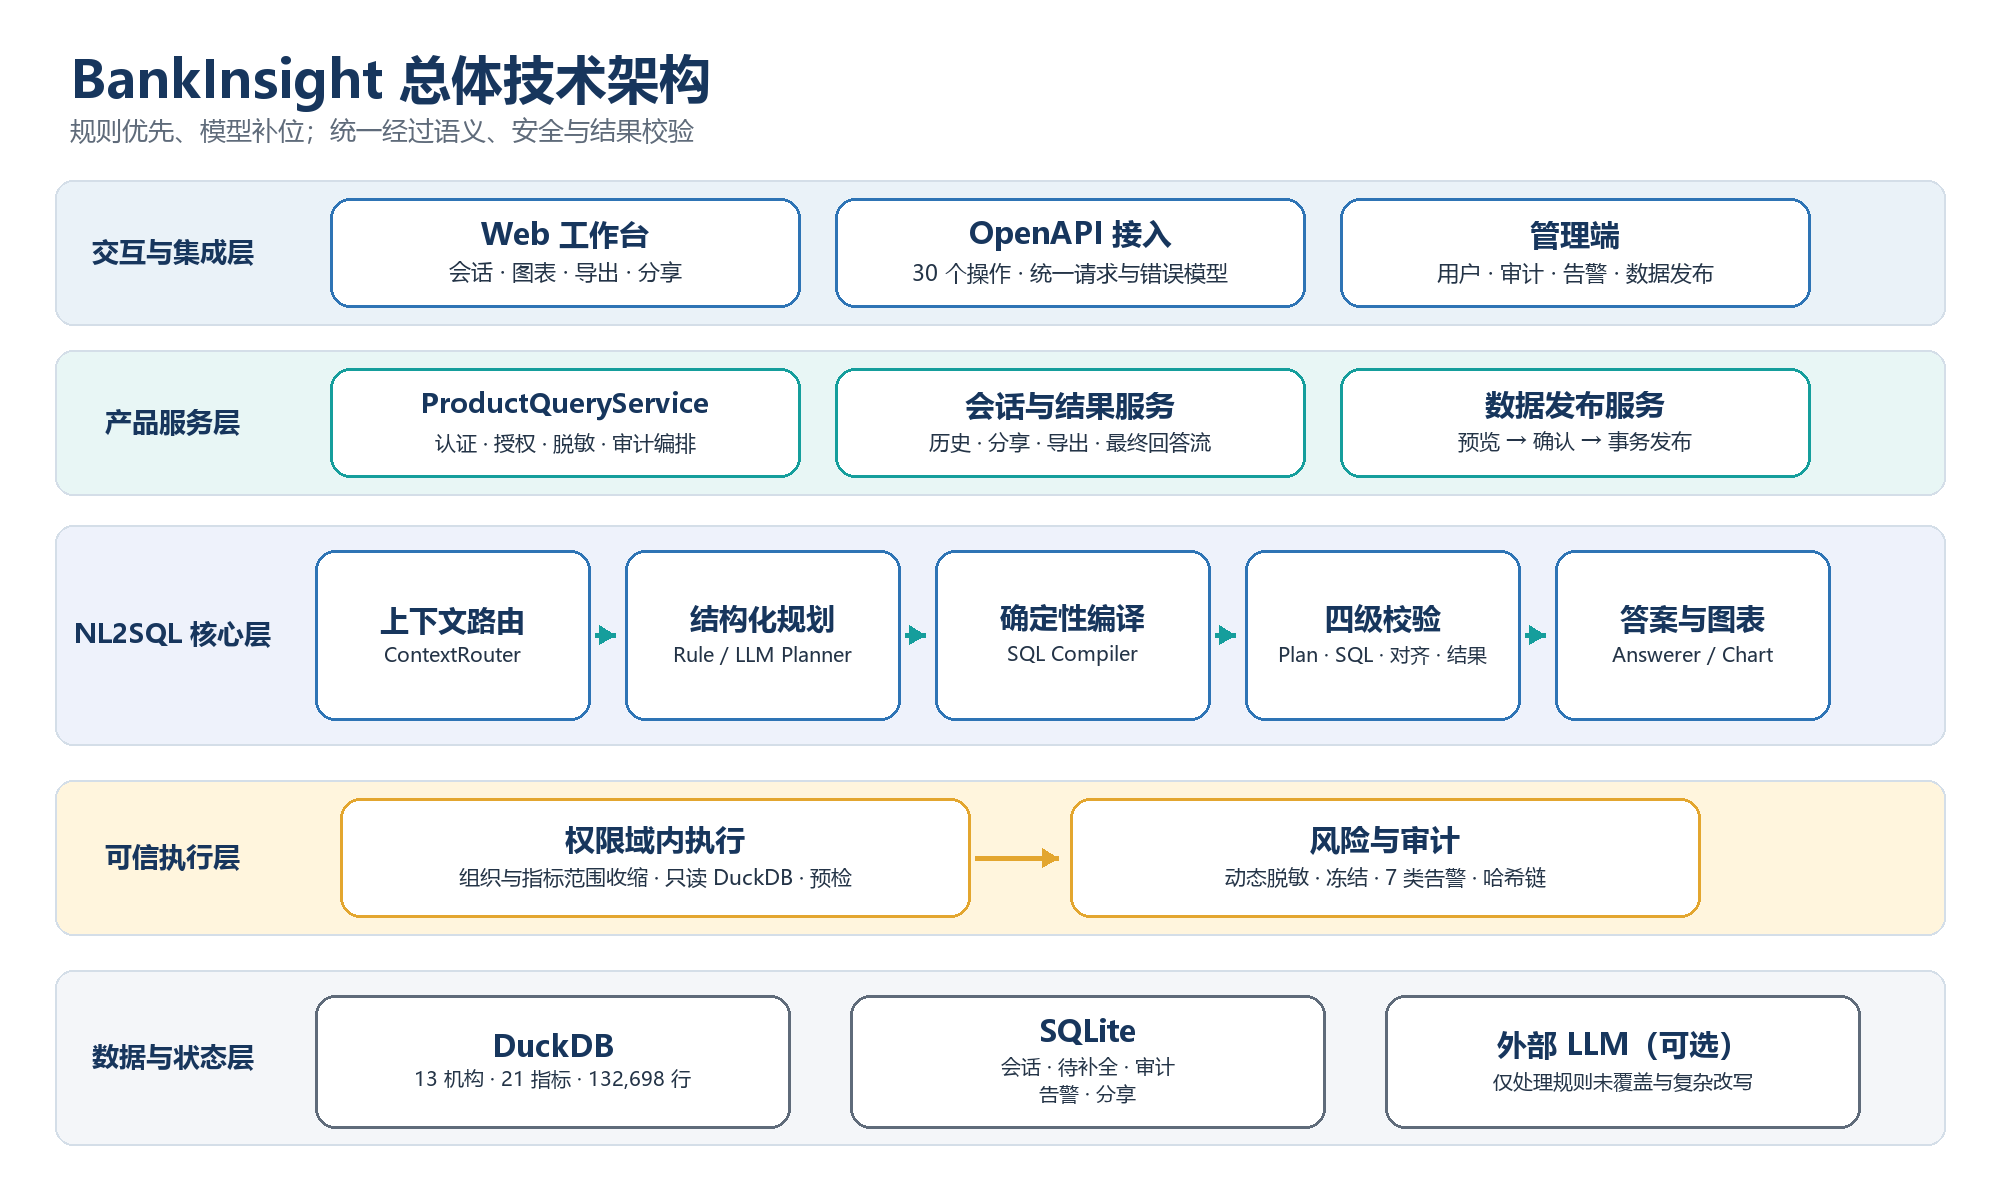 BankInsight 总体技术架构
规则优先、模型补位；统一经过语义、安全与结果校验
交互与集成层
Web 工作台
会话 · 图表 · 导出 · 分享
OpenAPI 接入
30 个操作 · 统一请求与错误模型
管理端
用户 · 审计 · 告警 · 数据发布
产品服务层
ProductQueryService
认证 · 授权 · 脱敏 · 审计编排
会话与结果服务
历史 · 分享 · 导出 · 最终回答流
数据发布服务
预览 → 确认 → 事务发布
NL2SQL 核心层
上下文路由
ContextRouter
结构化规划
Rule / LLM Planner
确定性编译
SQL Compiler
四级校验
Plan · SQL · 对齐 · 结果
答案与图表
Answerer / Chart
可信执行层
权限域内执行
组织与指标范围收缩 · 只读 DuckDB · 预检
风险与审计
动态脱敏 · 冻结 · 7 类告警 · 哈希链
数据与状态层
DuckDB
13 机构 · 21 指标 · 132,698 行
SQLite
会话 · 待补全 · 审计
告警 · 分享
外部 LLM（可选）
仅处理规则未覆盖与复杂改写